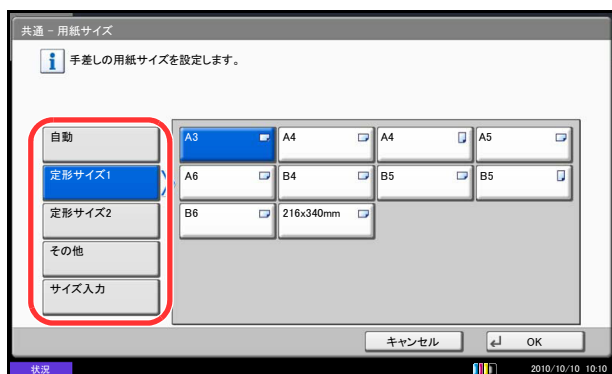 共通 - 用紙サイズ
手差しの用紙サイズを設定します。
自動
定形サイズ1
定形サイズ2
その他
サイズ入力
A3 A4 A4 A5
A6 B4 B5 B5
B6 216x340mm
キャンセル OK
状況 2010/10/10 10:10